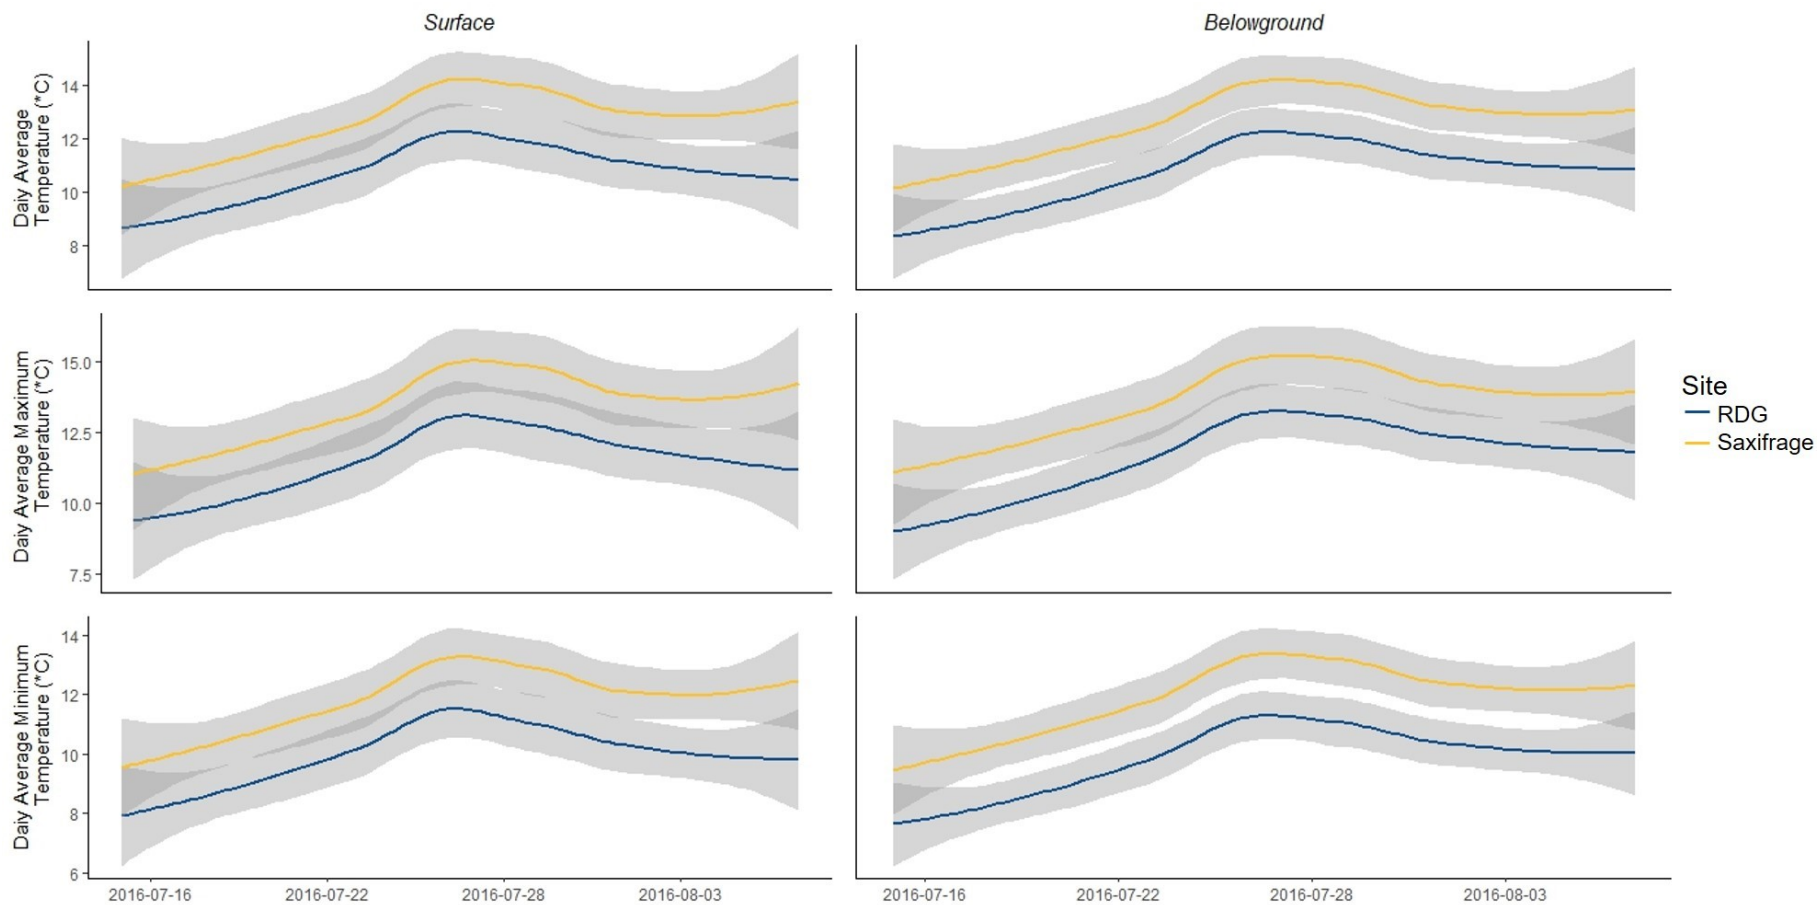 Surface
Belowground
Daiy Average
Temperature (*C)
14
12
10
8
Daiy Average Maximum
Temperature (*C)
15.0
12.5
10.0
7.5
Site
RDG
Saxifrage
Daiy Average Minimum
Temperature (*C)
14
12
10
8
6
2016-07-16 2016-07-22 2016-07-28 2016-08-03 2016-07-16 2016-07-22 2016-07-28 2016-08-03